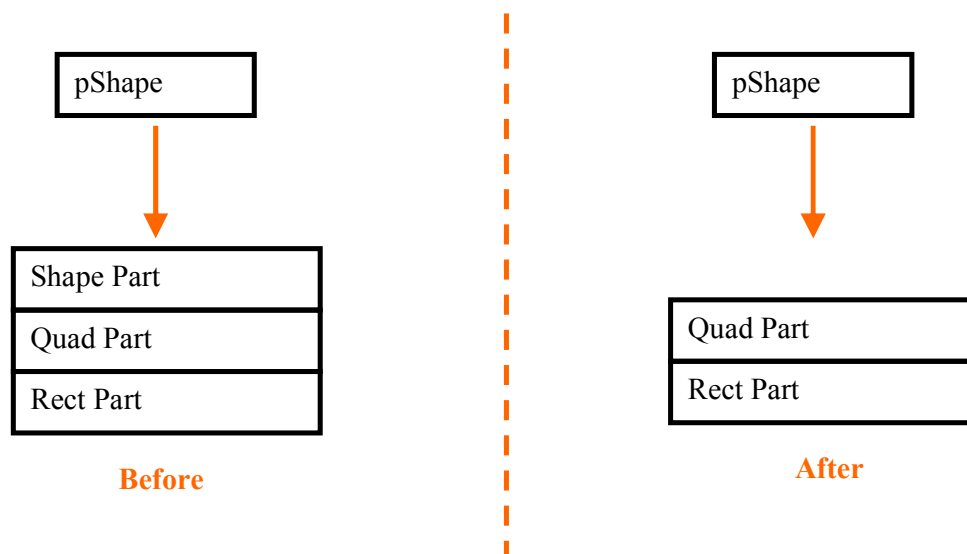 pShape
Shape Part
Quad Part
Rect Part
Before
pShape
Quad Part
Rect Part
After